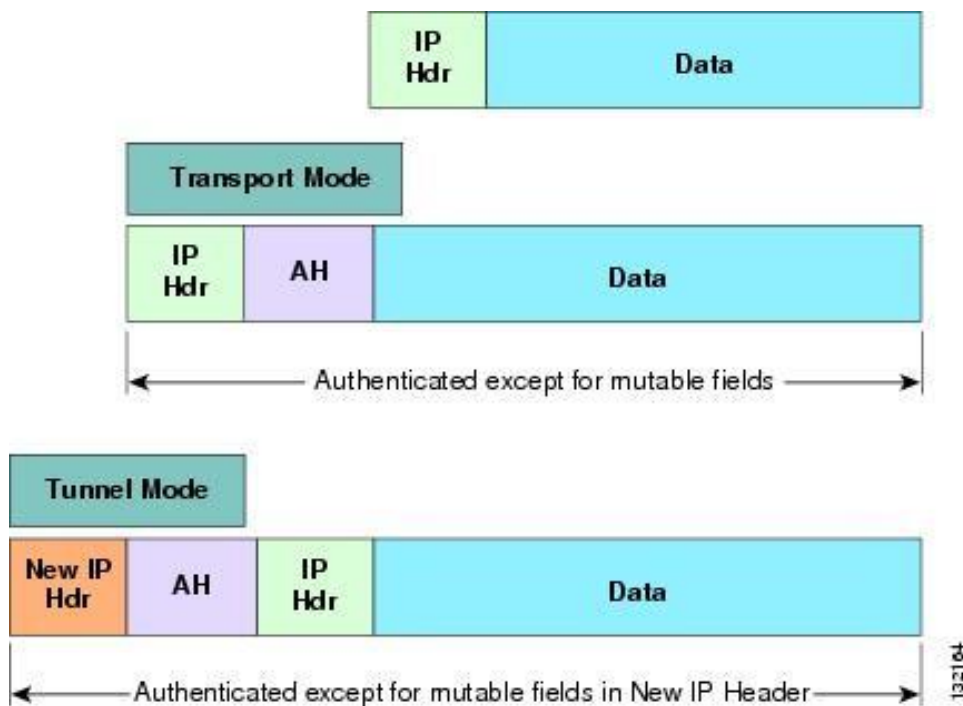 IP
Hdr
Data
Transport Mode
IP
Hdr
AH
Data
Authenticated except for mutable fields
Tunnel Mode
New IP
Hdr
AH
IP
Hdr
Data
Authenticated except for mutable fields in New IP Header
132164